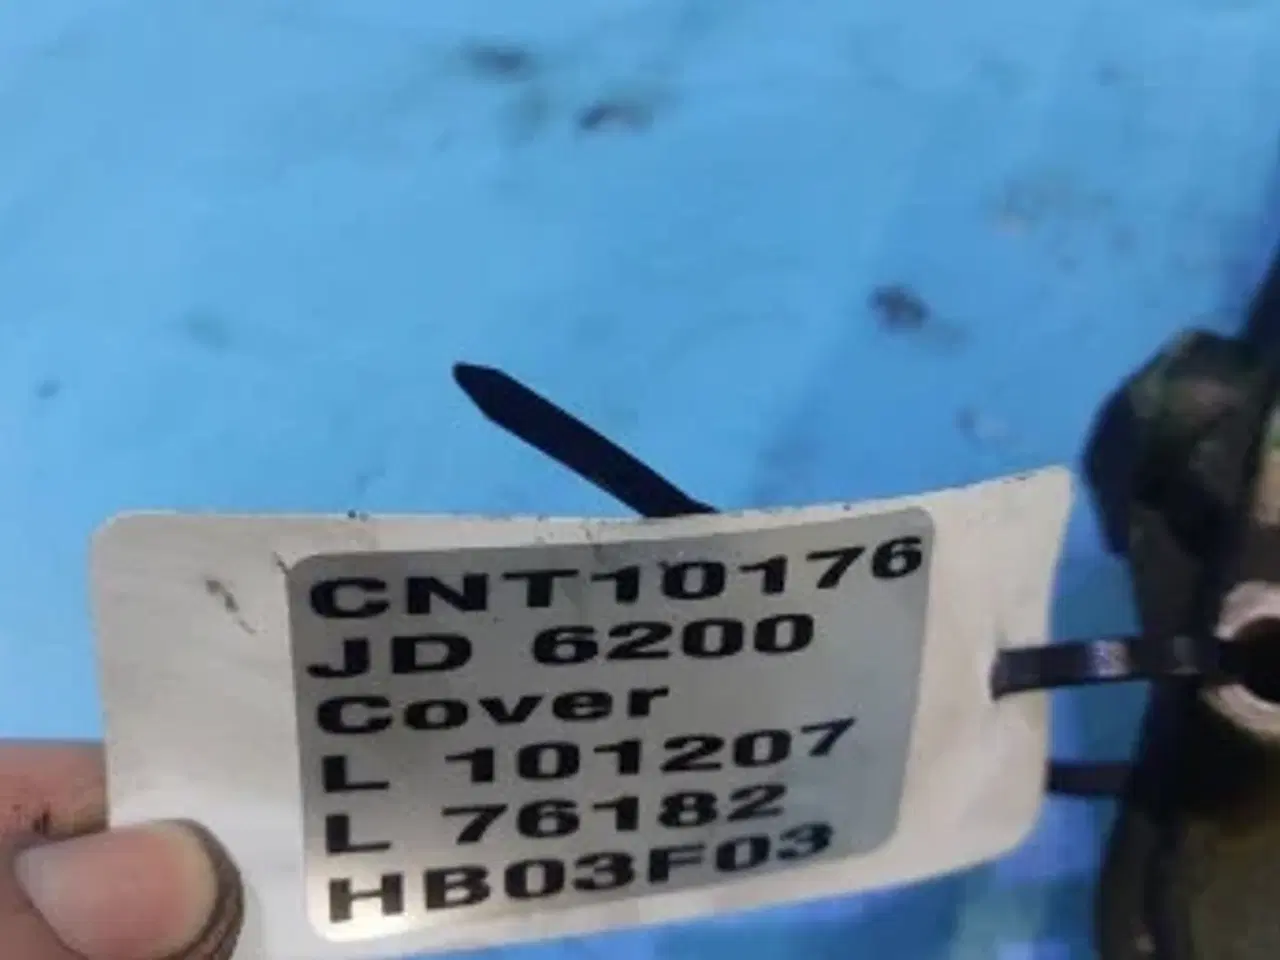 CNT10176
JD 6200
Cover
L 101207
L 76182
HB03F03